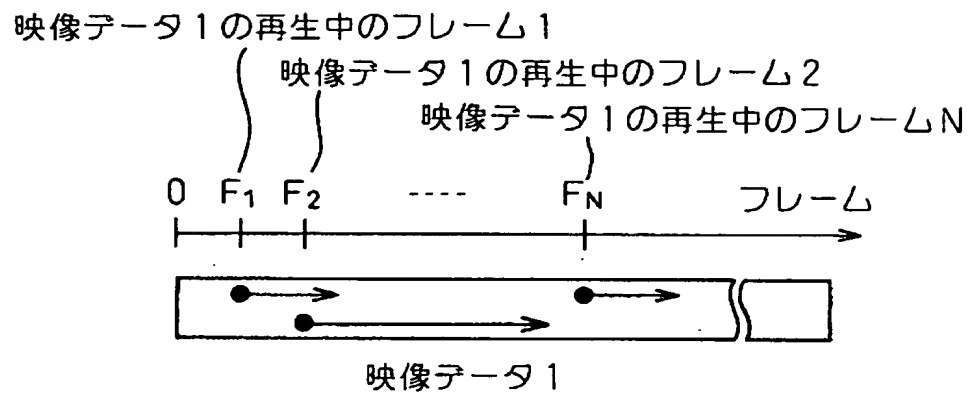 映像データ1の再生中のフレーム1
映像データ1の再生中のフレーム2
映像データ1の再生中のフレームN
0 F1 F2 ---- FN フレーム
映像データ1